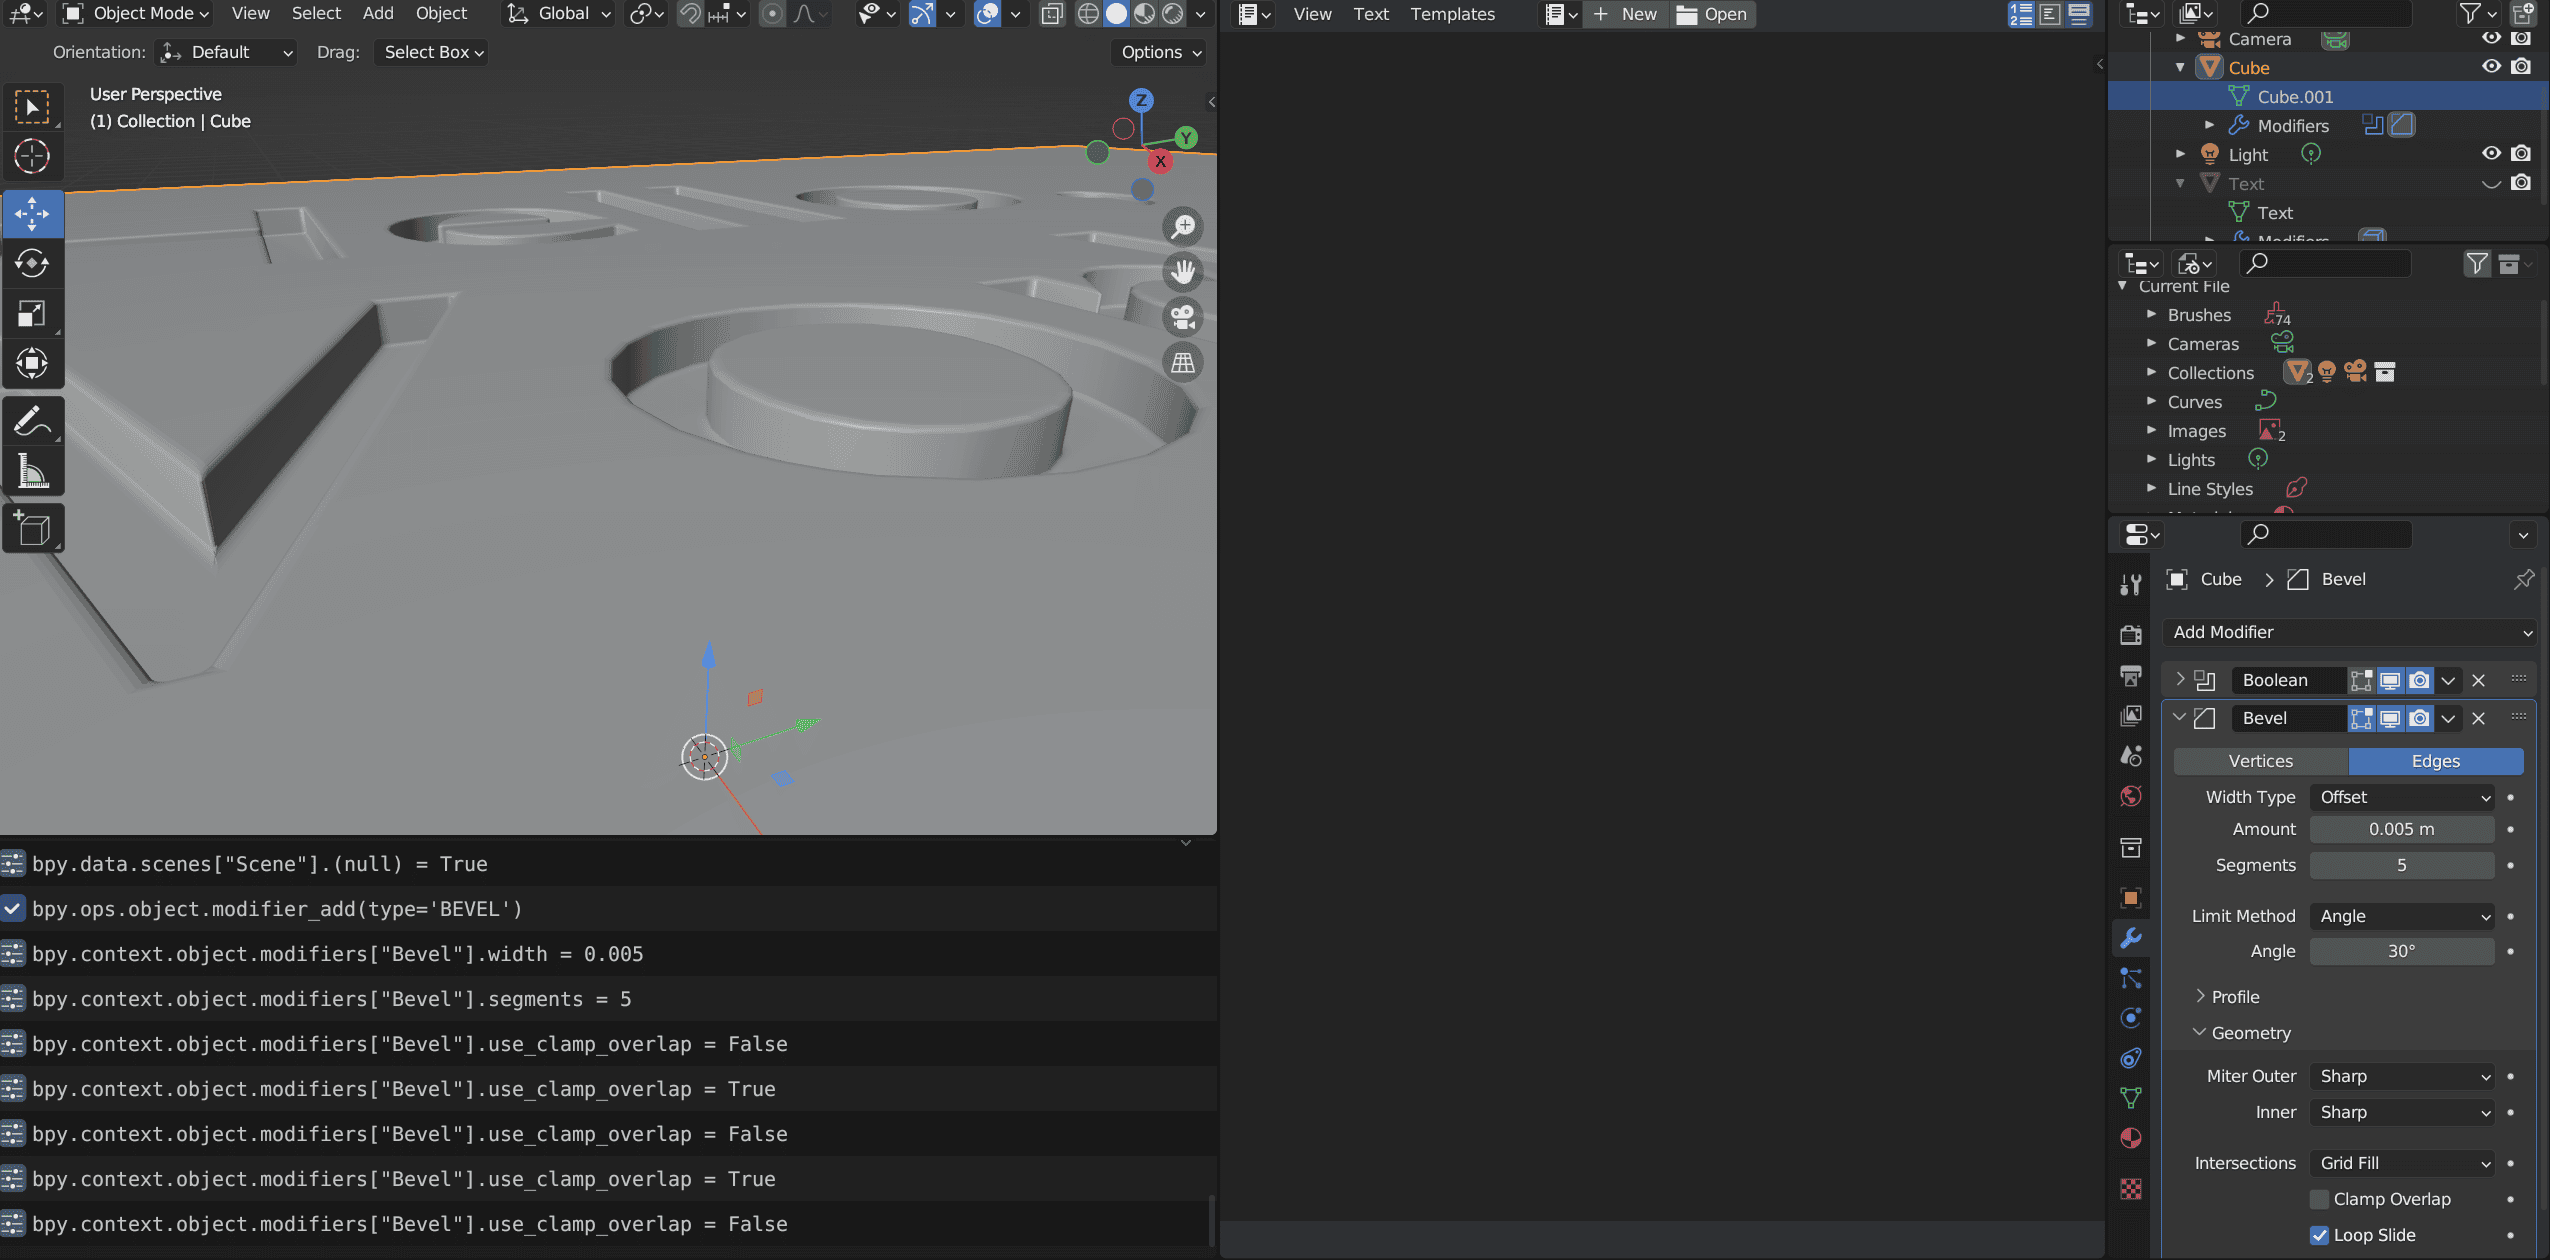 Object Mode View Select Add Object Global
Orientation: Default Drag: Select Box Options
User Perspective
(1) Collection | Cube
Z
Y
X
bpy.data.scenes["Scene"].(null) = True
bpy.ops.object.modifier_add(type='BEVEL')
bpy.context.object.modifiers["Bevel"].width = 0.005
bpy.context.object.modifiers["Bevel"].segments = 5
bpy.context.object.modifiers["Bevel"].use_clamp_overlap = False
bpy.context.object.modifiers["Bevel"].use_clamp_overlap = True
bpy.context.object.modifiers["Bevel"].use_clamp_overlap = False
bpy.context.object.modifiers["Bevel"].use_clamp_overlap = True
bpy.context.object.modifiers["Bevel"].use_clamp_overlap = False
View Text Templates New Open
Camera
Cube
Cube.001
Modifiers
Light
Text
Text
Modifiers
Current File
Brushes 74
Cameras
Collections 2
Curves
Images 2
Lights
Line Styles
Cube Bevel
Add Modifier
Boolean
Bevel
Vertices Edges
Width Type Offset
Amount 0.005 m
Segments 5
Limit Method Angle
Angle 30°
Profile
Geometry
Miter Outer Sharp
Inner Sharp
Intersections Grid Fill
Clamp Overlap
Loop Slide